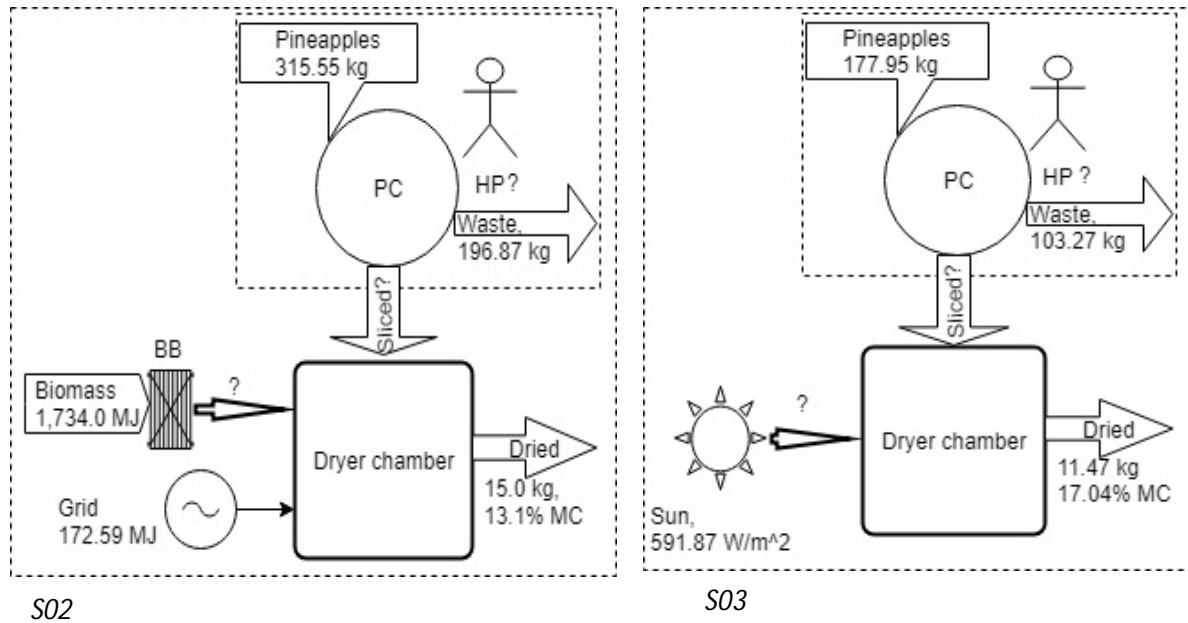 Pineapples
315.55 kg
PC
HP?
Waste,
196.87 kg
Sliced?
BB
Biomass
1,734.0 MJ
?
Dryer chamber
Dried
15.0 kg,
13.1% MC
Grid
172.59 MJ
S02
Pineapples
177.95 kg
PC
HP ?
Waste,
103.27 kg
Sliced?
?
Dryer chamber
Dried
11.47 kg
17.04% MC
Sun,
591.87 W/m^2
S03